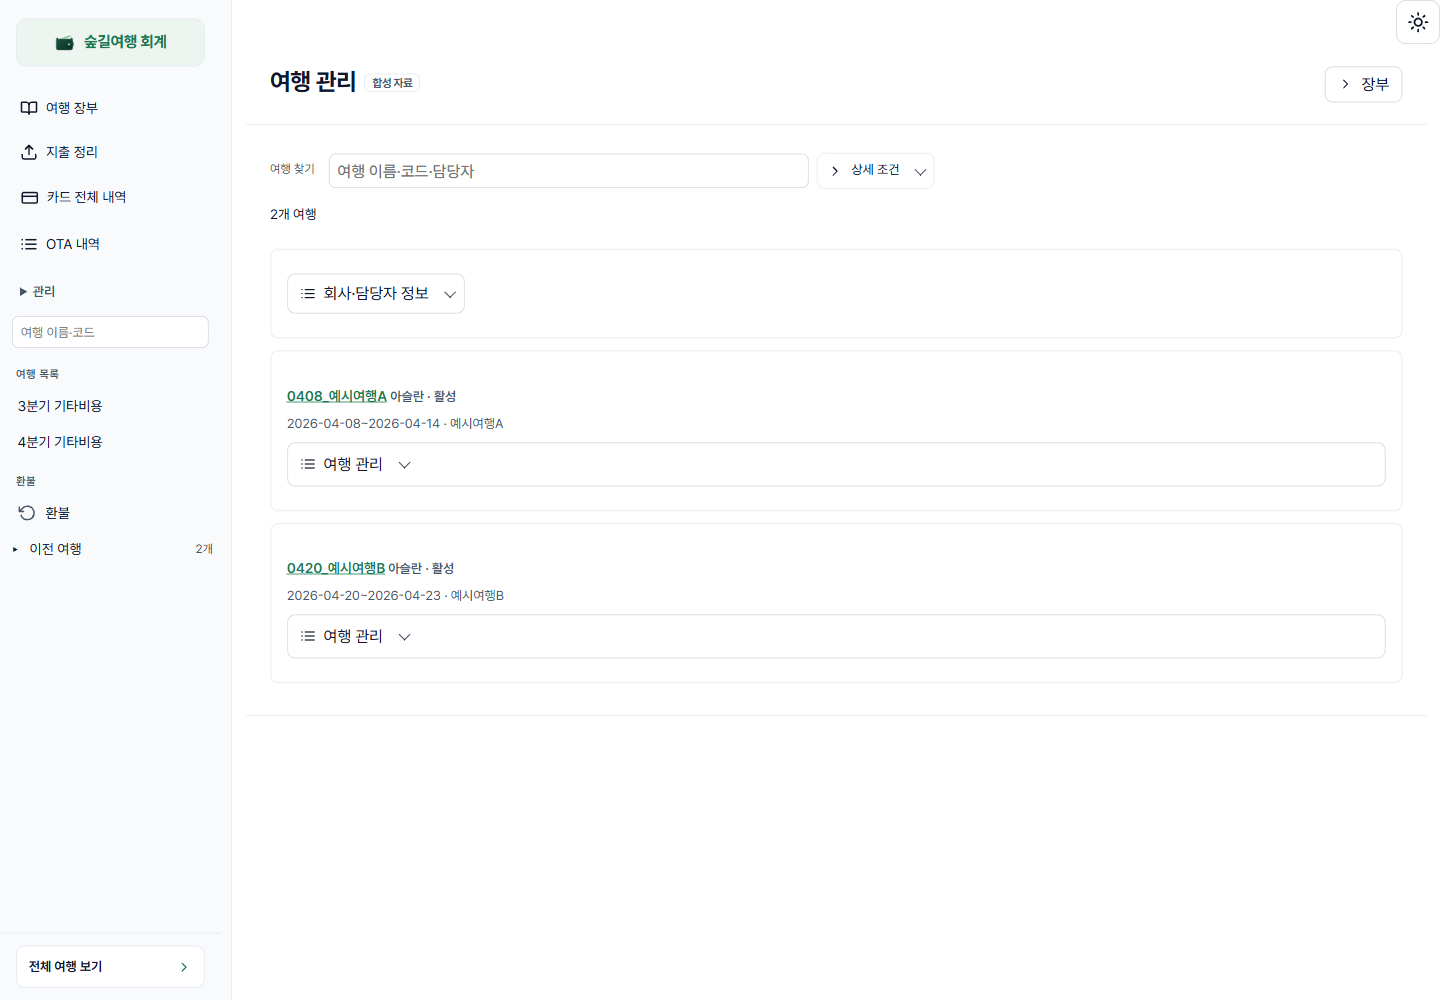 숲길여행 회계
여행 장부
지출 정리
카드 전체 내역
OTA 내역
관리
여행 이름·코드
여행 목록
3분기 기타비용
4분기 기타비용
환불
환불
이전 여행 2개
전체 여행 보기
여행 관리 합성 자료
장부
여행 찾기 여행 이름·코드·담당자 상세 조건
2개 여행
회사·담당자 정보
0408_예시여행A 아슬란 · 활성
2026-04-08~2026-04-14 · 예시여행A
여행 관리
0420_예시여행B 아슬란 · 활성
2026-04-20~2026-04-23 · 예시여행B
여행 관리